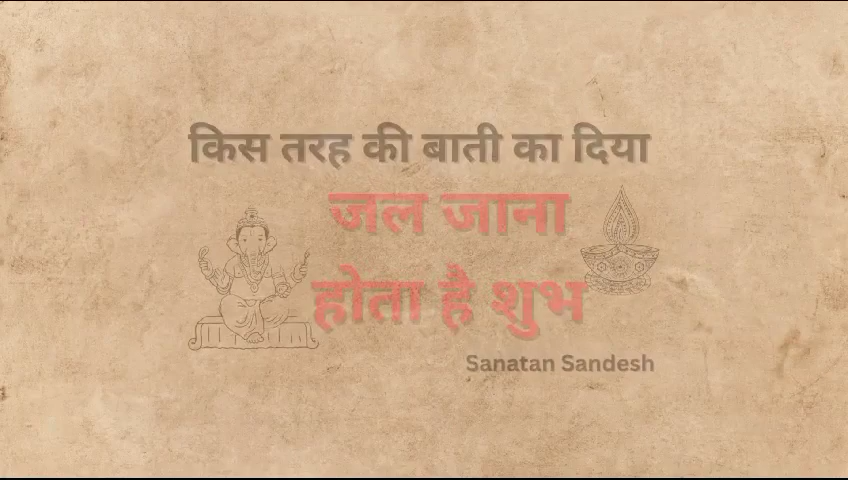 किस तरह की बाती का दिया
जल जाना
होता है शुभ
Sanatan Sandesh